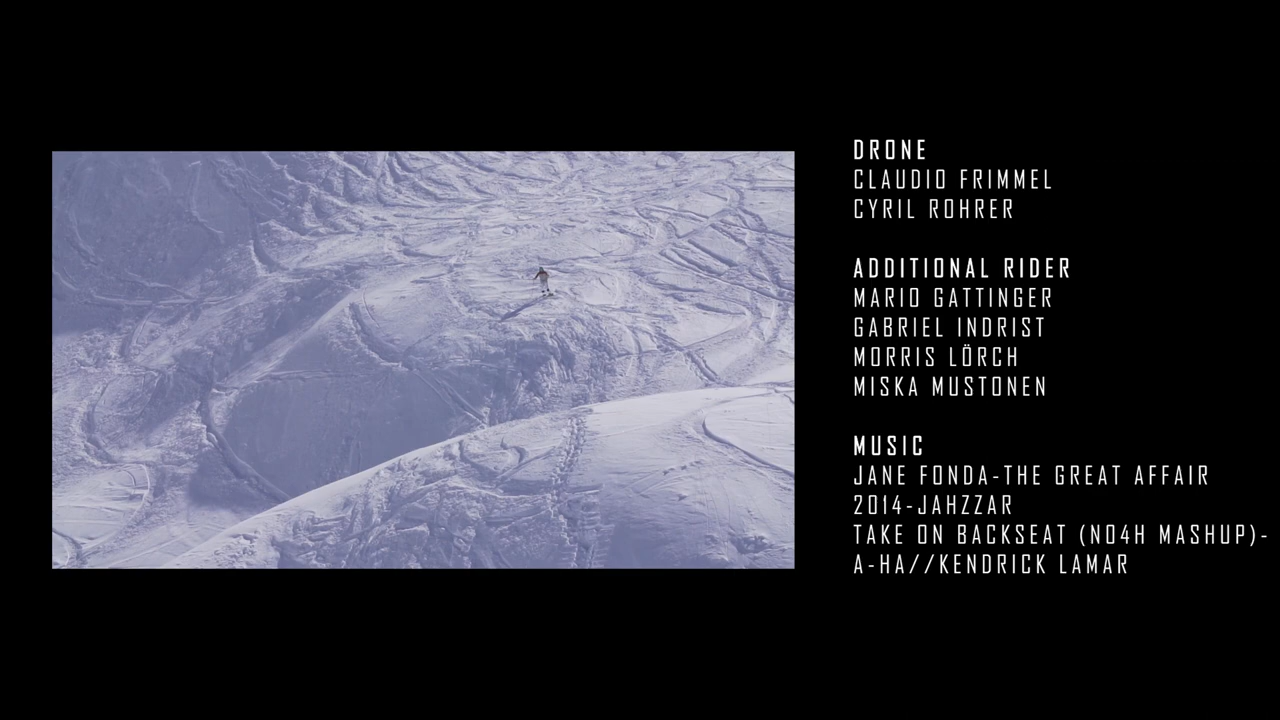 DRONE
CLAUDIO FRIMMEL
CYRIL ROHRER
ADDITIONAL RIDER
MARIO GATTINGER
GABRIEL INDRIST
MORRIS LÖRCH
MISKA MUSTONEN
MUSIC
JANE FONDA-THE GREAT AFFAIR
2014-JAHZZAR
TAKE ON BACKSEAT (NO4H MASHUP)-
A-HA//KENDRICK LAMAR